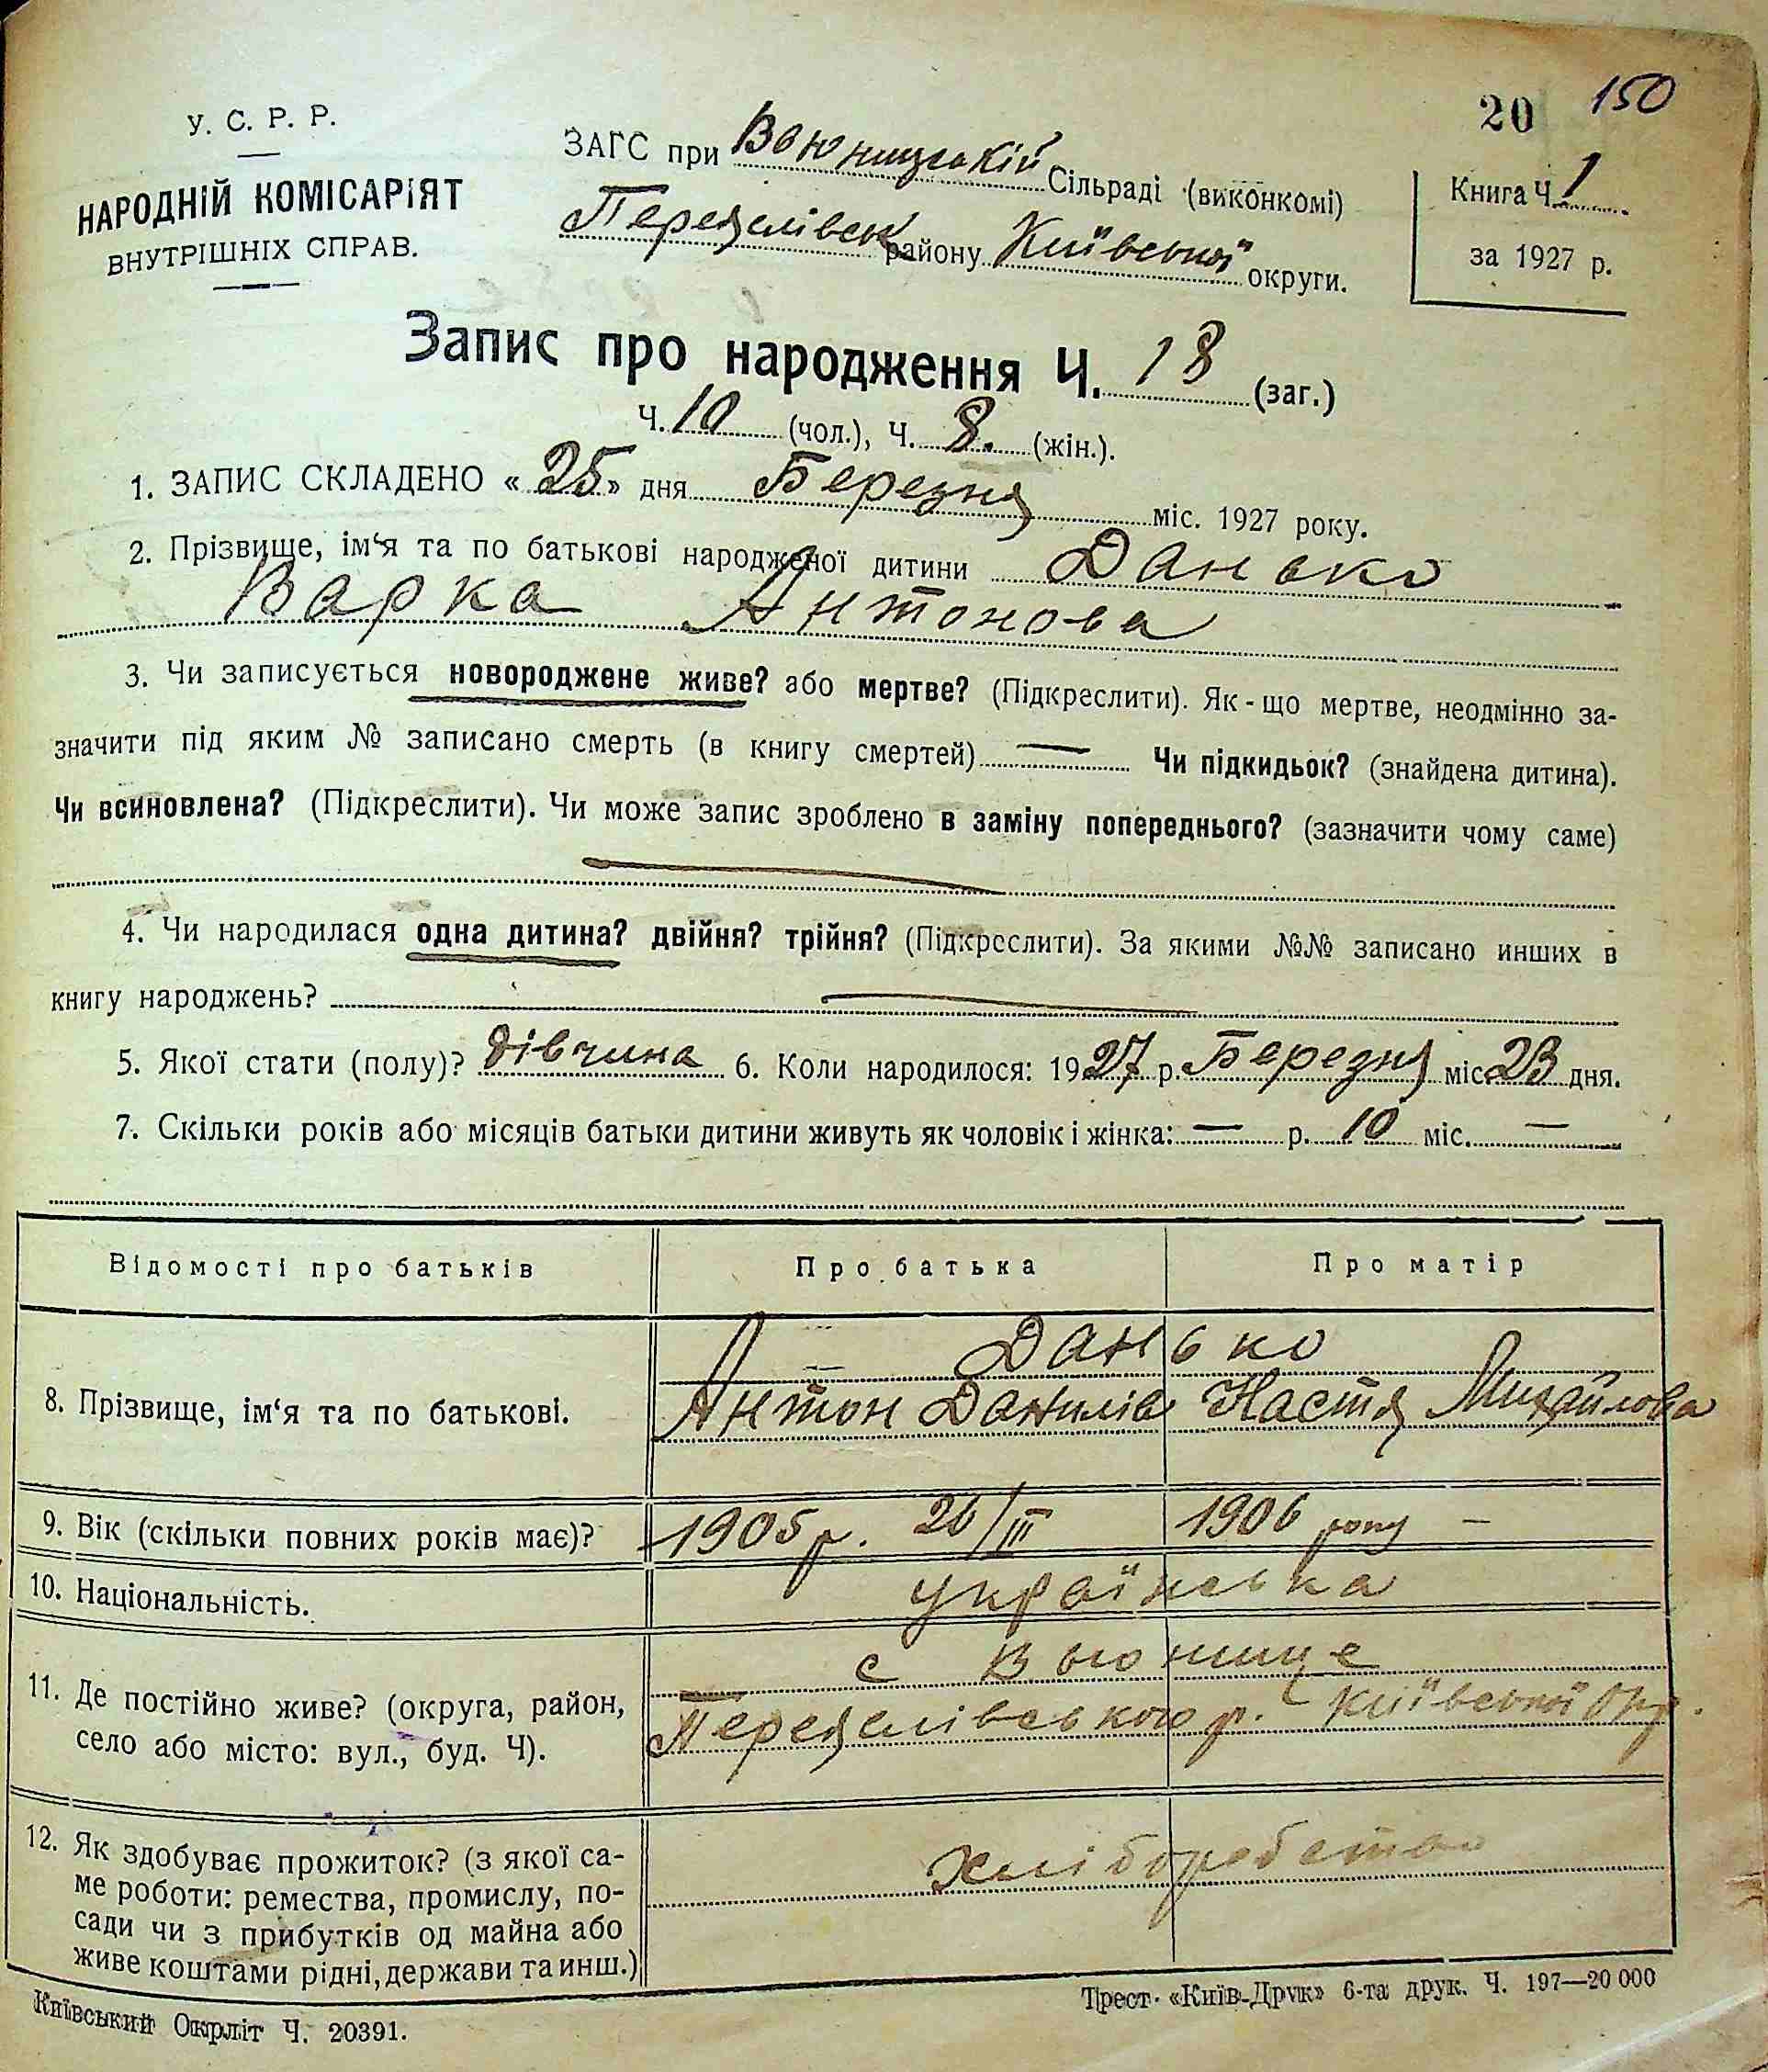 20 150
У. С. Р. Р.
НАРОДНІЙ КОМІСАРІЯТ
ВНУТРІШНІХ СПРАВ.
ЗАГС при Вьюнищській Сільраді (виконкомі)
Переяслівськ району Київської округи.
Книга Ч. 1
за 1927 р.
Запис про народження Ч. 18 (заг.)
Ч. 10 (чол.), Ч. 8. (жін.).
1. ЗАПИС СКЛАДЕНО « 25 » дня Березня міс. 1927 року.
2. Прізвище, ім‘я та по батькові народженої дитини Данько
Варка Антонова
3. Чи записується новороджене живе? або мертве? (Підкреслити). Як-що мертве, неодмінно за-
значити під яким № записано смерть (в книгу смертей) — Чи підкидьок? (знайдена дитина).
Чи всиновлена? (Підкреслити). Чи може запис зроблено в заміну попереднього? (зазначити чому саме)
4. Чи народилася одна дитина? двійня? трійня? (Підкреслити). За якими №№ записано инших в
книгу народжень? —
5. Якої стати (полу)? дівчина 6. Коли народилося: 1927 р. Березня міс. 23 дня.
7. Скільки років або місяців батьки дитини живуть як чоловік і жінка: — р. 10 міс. —
Відомості про батьків Про батька Про матір
8. Прізвище, ім‘я та по батькові.
Данько
Антон Данилів Настя Михайлова
9. Вік (скільки повних років має)? 1905 р. 26/III 1906 року —
10. Національність. українська
11. Де постійно живе? (округа, район,
село або місто: вул., буд. Ч).
с Вьюнище
Переяслівського р. Київської Окр.
12. Як здобуває прожиток? (з якої са-
ме роботи: ремества, промислу, по-
сади чи з прибутків од майна або
живе коштами рідні, держави та инш.)
хліборобство
Київський Окрліт Ч. 20391.
Трест «Київ-Друк» 6-та друк. Ч. 197—20 000